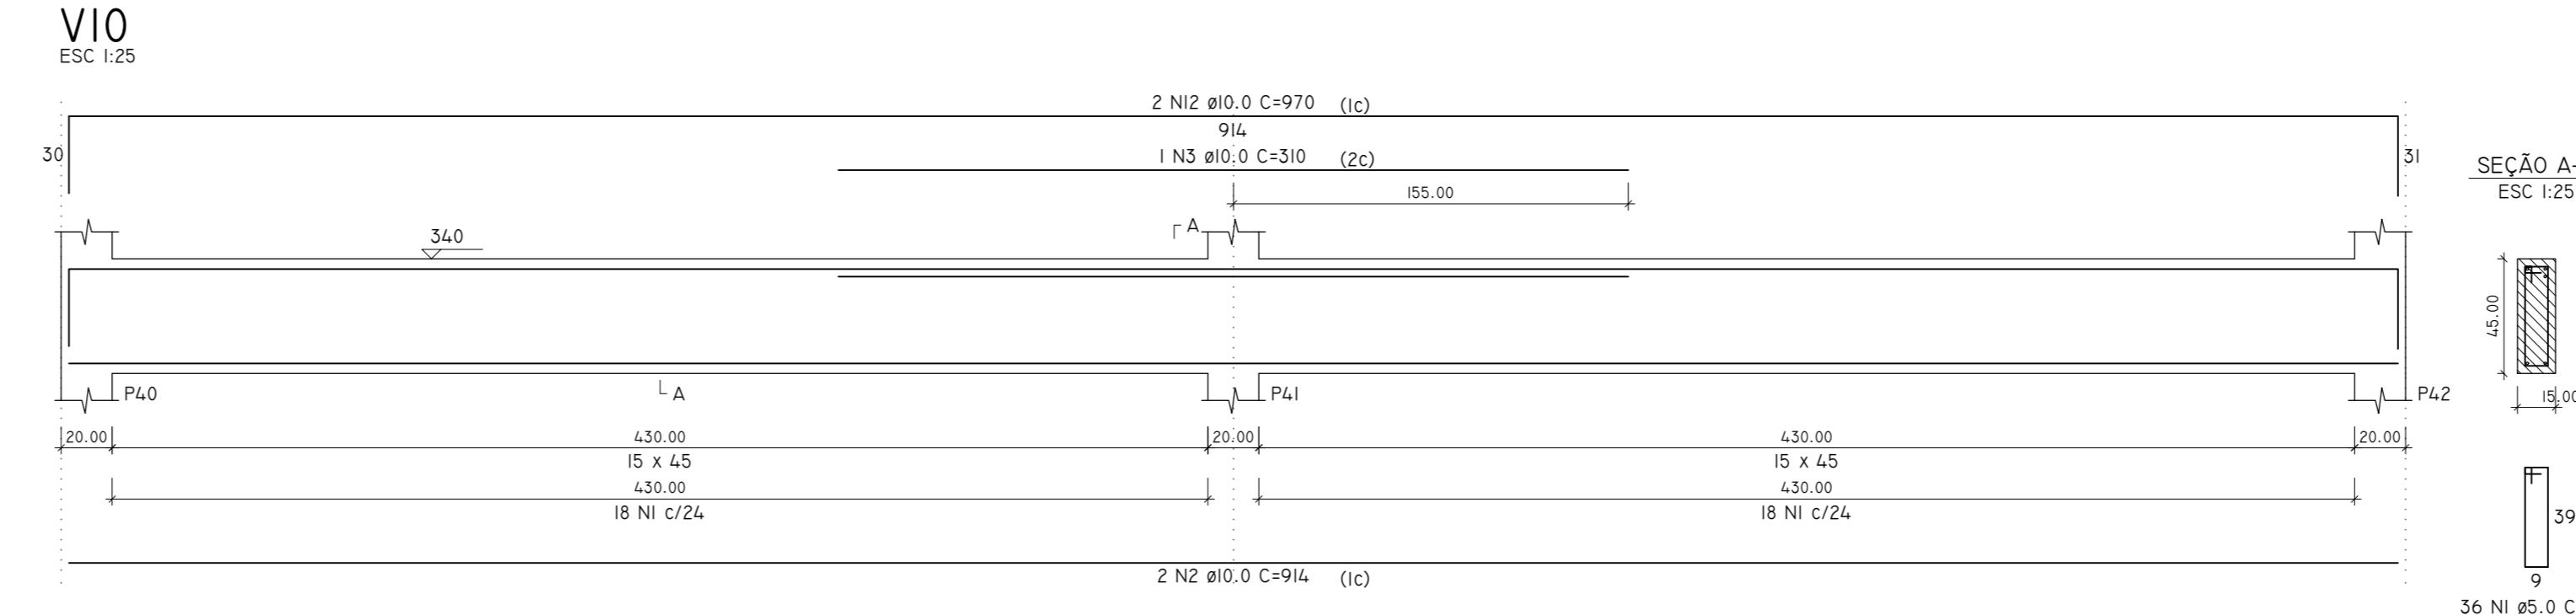 V10
ESC 1:25
2 N12 ø10.0 C=970 (1c)
914
30
31
1 N3 ø10.0 C=310 (2c)
155.00
SEÇÃO A-
ESC 1:25
A
340
45.00
P40
A
P41
P42
15.00
20.00 430.00 20.00 430.00 20.00
15 x 45 15 x 45
430.00 430.00
18 N1 c/24 18 N1 c/24
39
2 N2 ø10.0 C=914 (1c)
9
36 N1 ø5.0 C